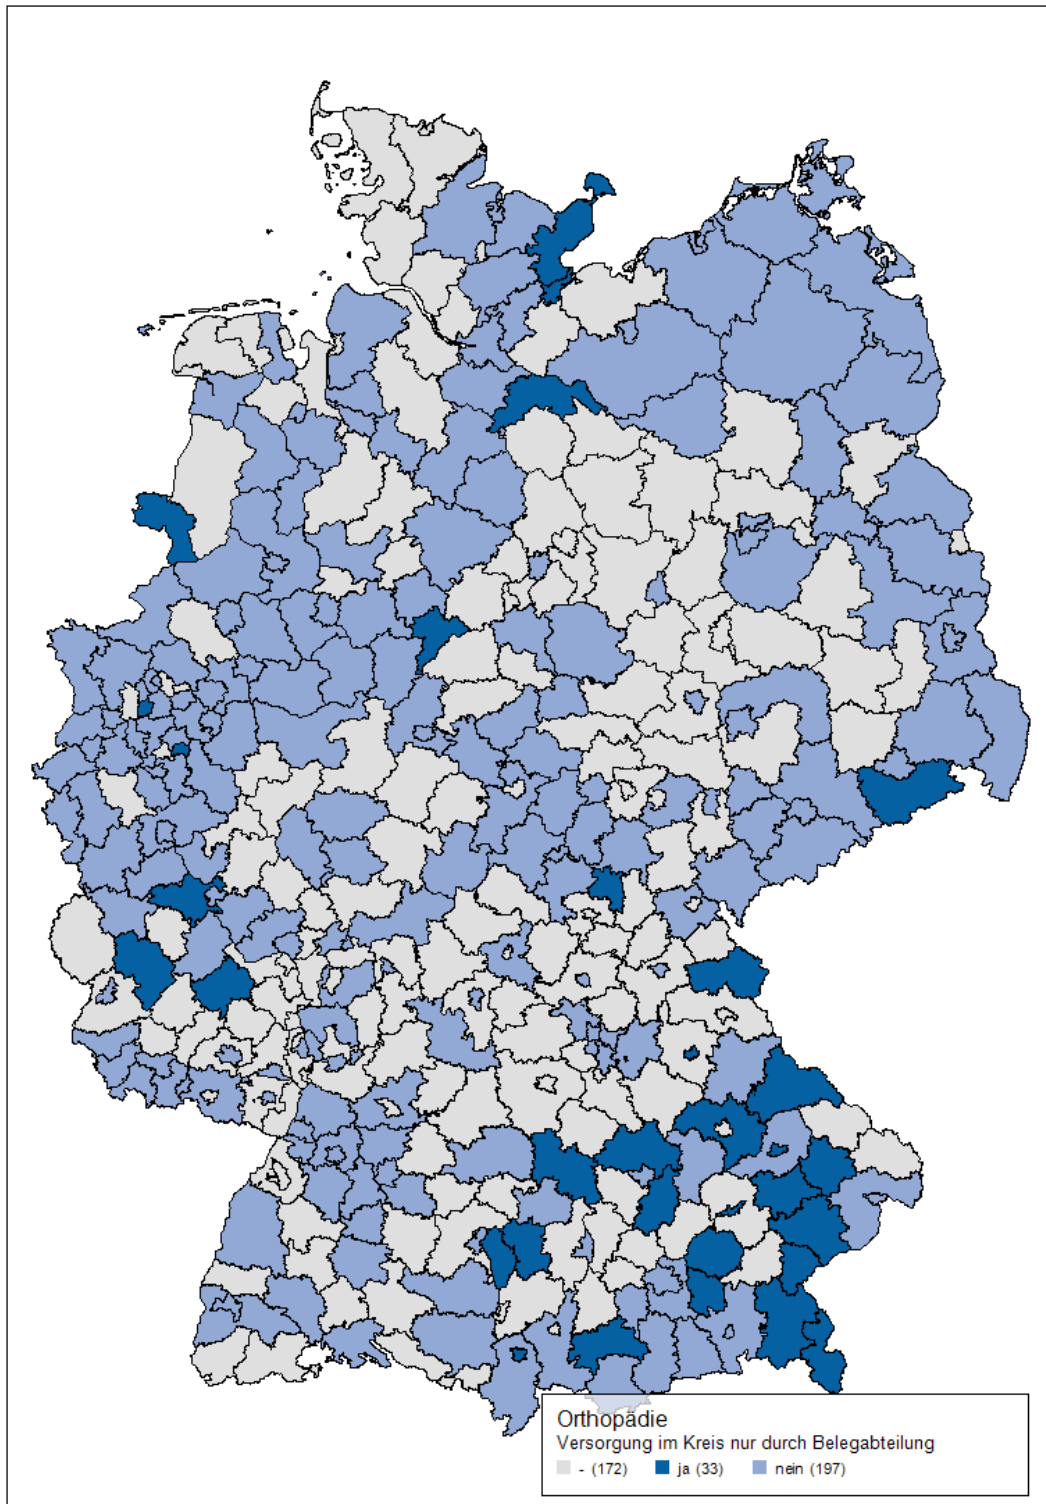 Orthopädie
Versorgung im Kreis nur durch Belegabteilung
- (172) ja (33) nein (197)